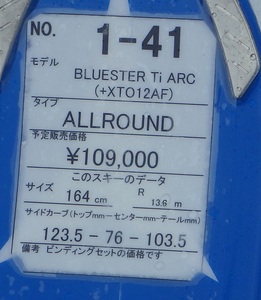 NO. 1-41
モデル
BLUESTER Ti ARC
(+XTO12AF)
タイプ
ALLROUND
予定販売価格
¥109,000
このスキーのデータ
サイズ 164 cm R 13.6 m
サイドカーブ(トップmm-センターmm-テールmm)
123.5 - 76 - 103.5
備考 ビンディングセットの価格です